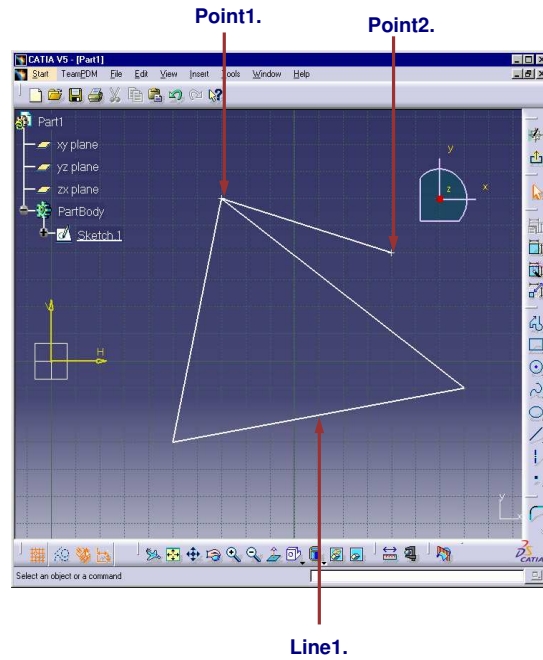 Point1.
Point2.
CATIA V5 - [Part1]
Start TeamPDM File Edit View Insert Tools Window Help
Part1
xy plane
yz plane
zx plane
PartBody
Sketch.1
y
x
z
V
H
y
x
CATIA
Select an object or a command
Line1.